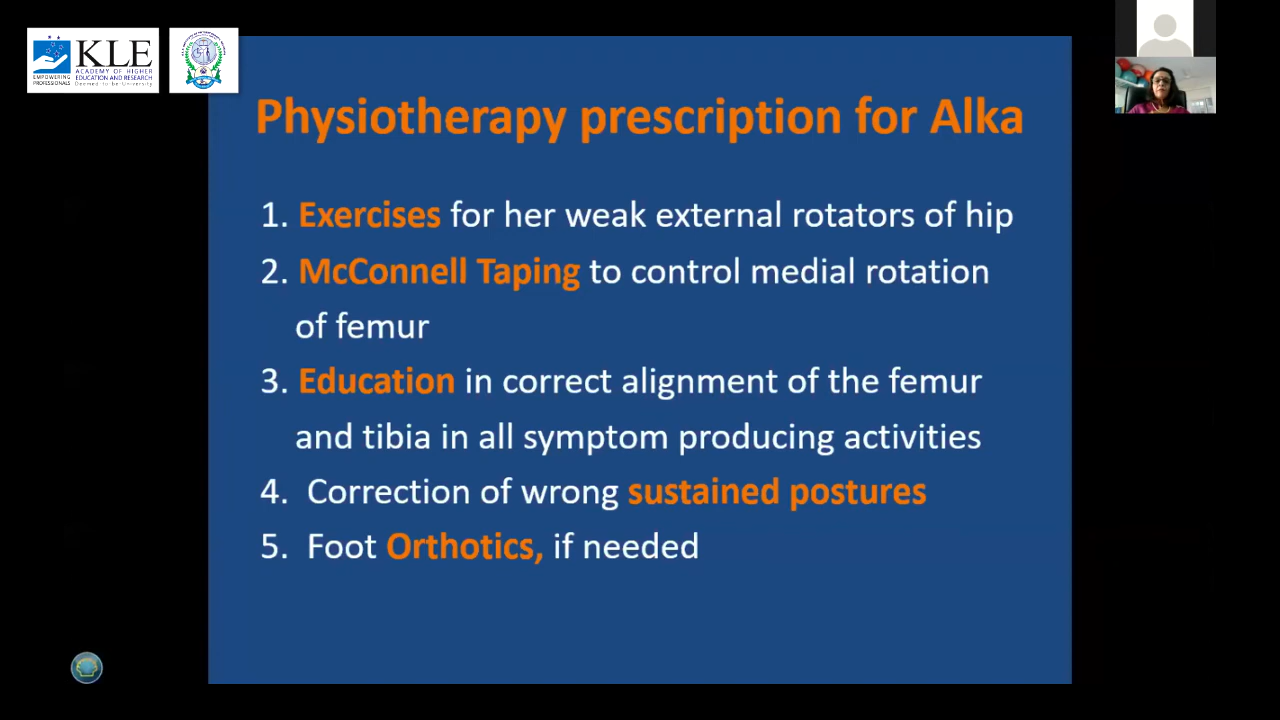 KLE
ACADEMY OF HIGHER
EDUCATION AND RESEARCH
Deemed-to-be-University
EMPOWERING
PROFESSIONALS
Physiotherapy prescription for Alka
1. Exercises for her weak external rotators of hip
2. McConnell Taping to control medial rotation
of femur
3. Education in correct alignment of the femur
and tibia in all symptom producing activities
4. Correction of wrong sustained postures
5. Foot Orthotics, if needed